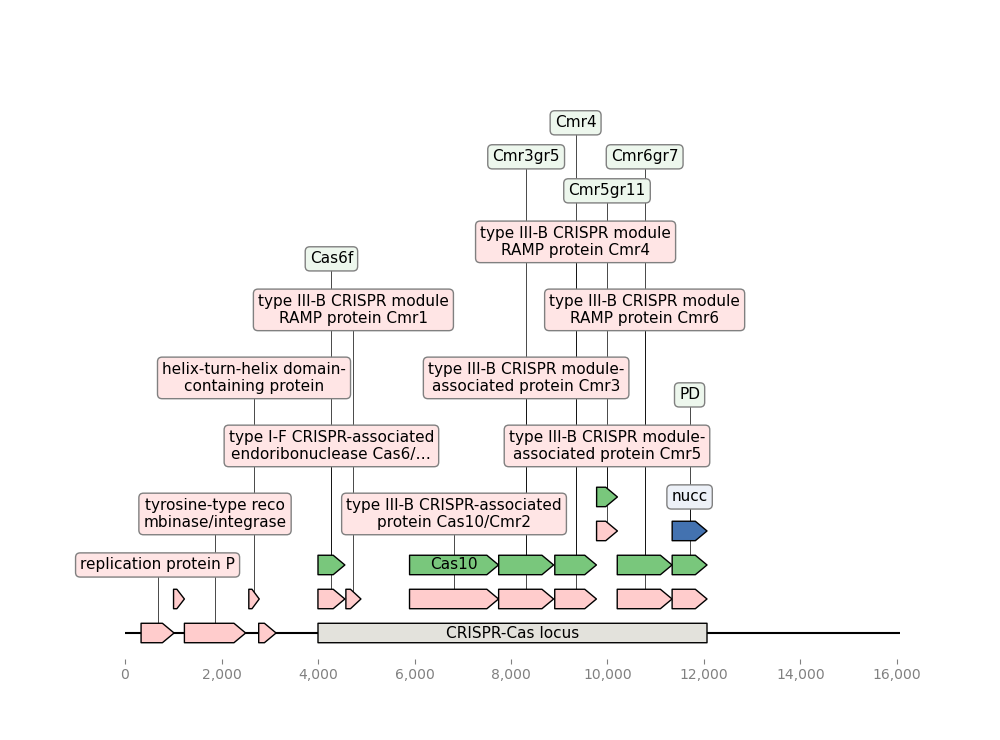 Cmr4
Cmr3gr5
Cmr6gr7
Cmr5gr11
type III-B CRISPR module
RAMP protein Cmr4
Cas6f
type III-B CRISPR module
RAMP protein Cmr1
type III-B CRISPR module
RAMP protein Cmr6
helix-turn-helix domain-
containing protein
type III-B CRISPR module-
associated protein Cmr3
PD
type I-F CRISPR-associated
endoribonuclease Cas6/...
type III-B CRISPR module-
associated protein Cmr5
tyrosine-type reco
mbinase/integrase
type III-B CRISPR-associated
protein Cas10/Cmr2
nucc
replication protein P
Cas10
CRISPR-Cas locus
0
2,000
4,000
6,000
8,000
10,000
12,000
14,000
16,000